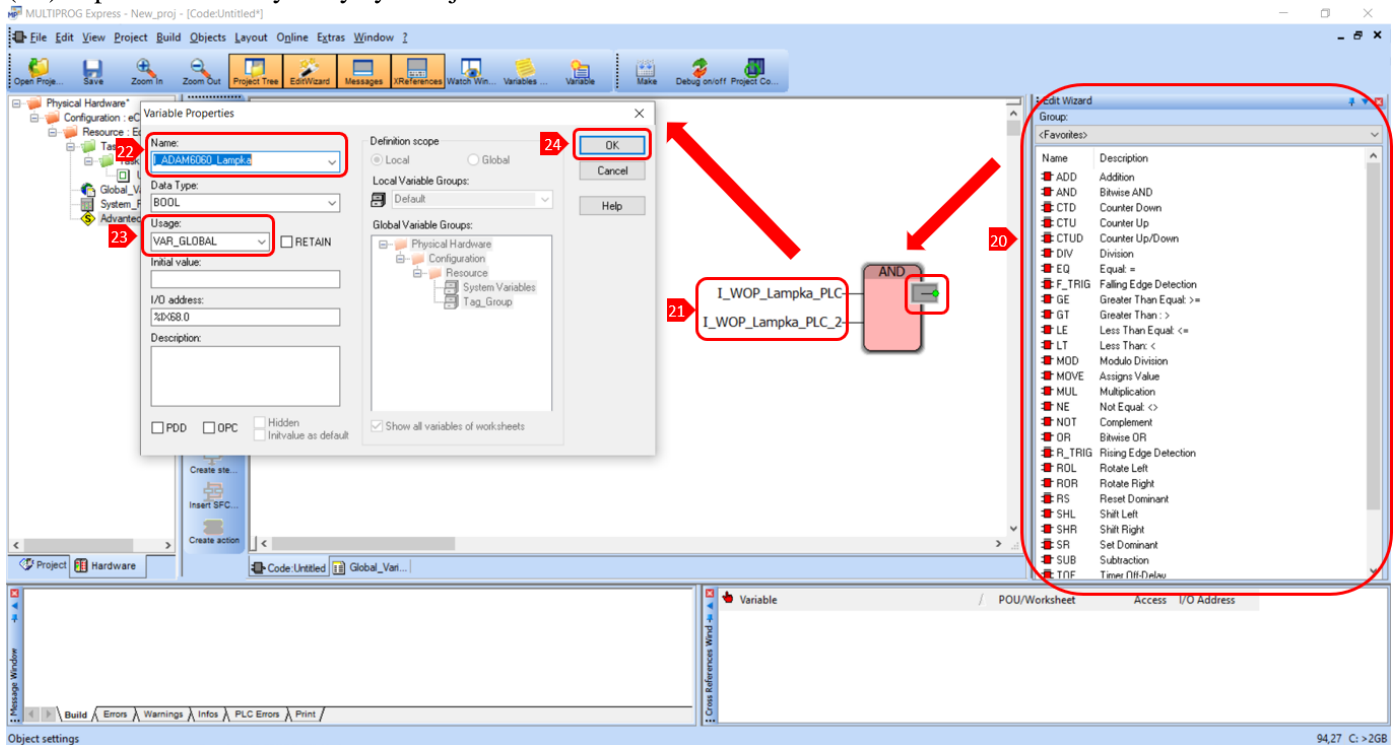 MULTIPROG Express - New_proj - [Code:Untitled*]
File Edit View Project Build Objects Layout Online Extras Window ?
Open Proje... Save Zoom In Zoom Out Project Tree EditWizard Messages XReferences Watch Win... Variables ... Variable Make Debug on/off Project Co...
Physical Hardware*
Configuration : eC
Resource : Ec
Tas
Task
Global_Va
System_F
Advanted
Variable Properties
22
Name:
I_ADAM6060_Lampka
Data Type:
BOOL
23
Usage:
VAR_GLOBAL
RETAIN
Initial value:
I/O address:
%IX68.0
Description:
PDD
OPC
Hidden
Initvalue as default
Definition scope
Local
Global
Local Variable Groups:
Default
Global Variable Groups:
Physical Hardware
Configuration
Resource
System Variables
Tag_Group
Show all variables of worksheets
24
OK
Cancel
Help
21
I_WOP_Lampka_PLC
I_WOP_Lampka_PLC_2
AND
20
Edit Wizard
Group:
<Favorites>
Name Description
ADD Addition
AND Bitwise AND
CTD Counter Down
CTU Counter Up
CTUD Counter Up/Down
DIV Division
EQ Equal: =
F_TRIG Falling Edge Detection
GE Greater Than Equal: >=
GT Greater Than : >
LE Less Than Equal: <=
LT Less Than: <
MOD Modulo Division
MOVE Assigns Value
MUL Multiplication
NE Not Equal: <>
NOT Complement
OR Bitwise OR
R_TRIG Rising Edge Detection
ROL Rotate Left
ROR Rotate Right
RS Reset Dominant
SHL Shift Left
SHR Shift Right
SR Set Dominant
SUB Subtraction
TOF Timer Off-Delay
Create ste...
Insert SFC...
Create action
Project Hardware
Code:Untitled Global_Vari...
Message Window
Build Errors Warnings Infos PLC Errors Print
Cross References Wind
Variable / POU/Worksheet Access I/O Address
Object settings
94,27 C: >2GB